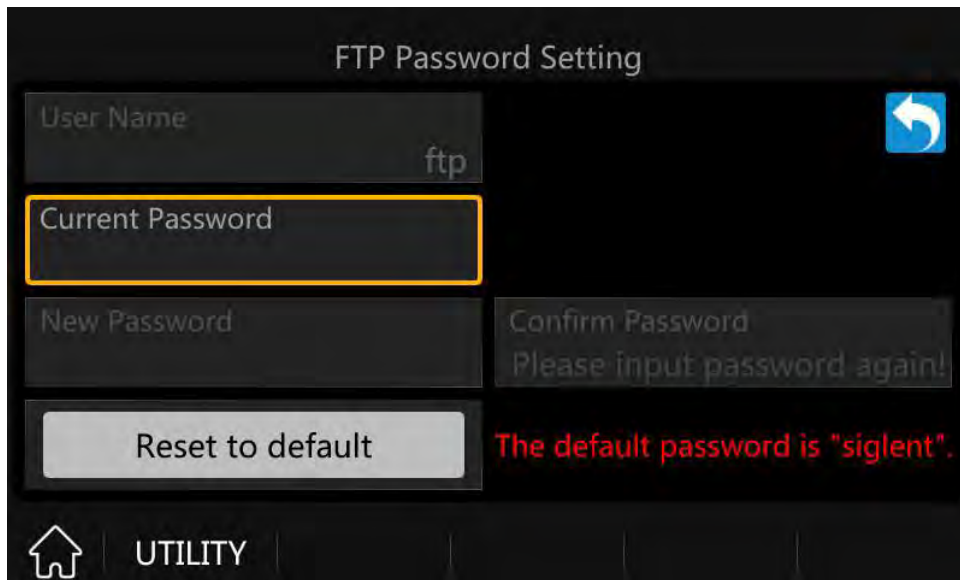 FTP Password Setting
User Name
ftp
Current Password
New Password
Confirm Password
Please input password again!
Reset to default
The default password is "siglent".
UTILITY